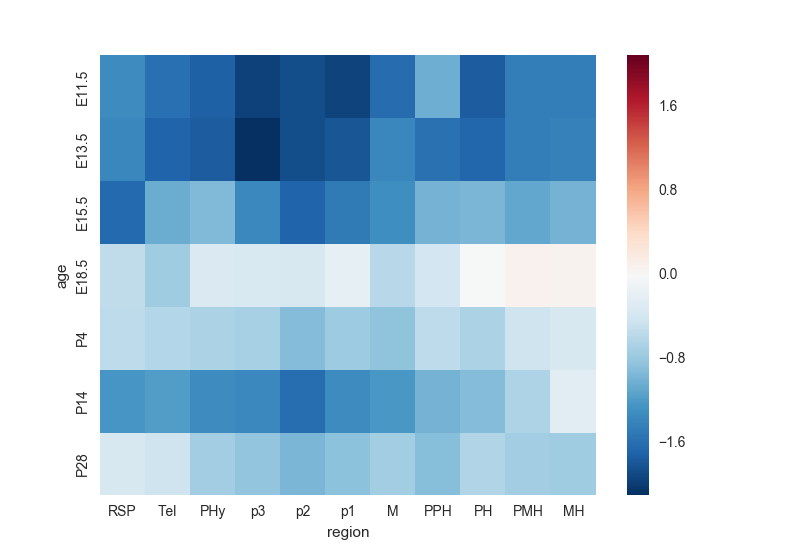 E11.5
E13.5
E15.5
E18.5
P4
P14
P28
age
RSP Tel PHy p3 p2 p1 M PPH PH PMH MH
region
1.6
0.8
0.0
−0.8
−1.6